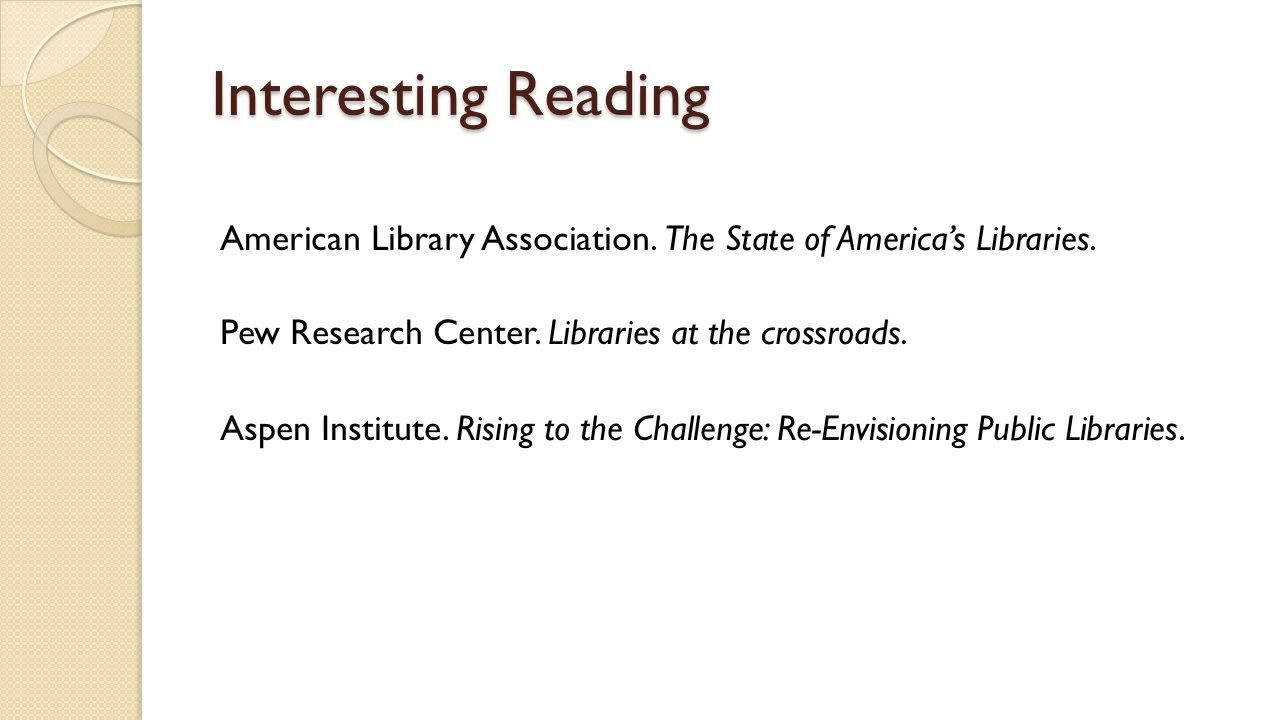 Interesting Reading
American Library Association. The State of America’s Libraries.
Pew Research Center. Libraries at the crossroads.
Aspen Institute. Rising to the Challenge: Re-Envisioning Public Libraries.